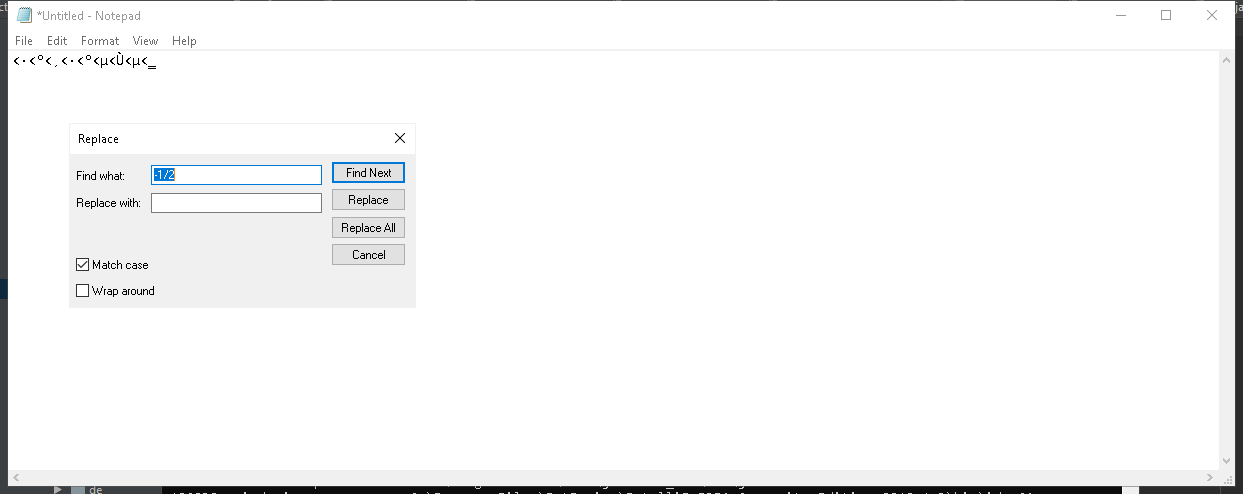 *Untitled - Notepad
File Edit Format View Help
<·<º<¸<·<º<µ<Ù<µ<‗
Replace
Find what: -1/2
Find Next
Replace with:
Replace
Replace All
Cancel
Match case
Wrap around
de